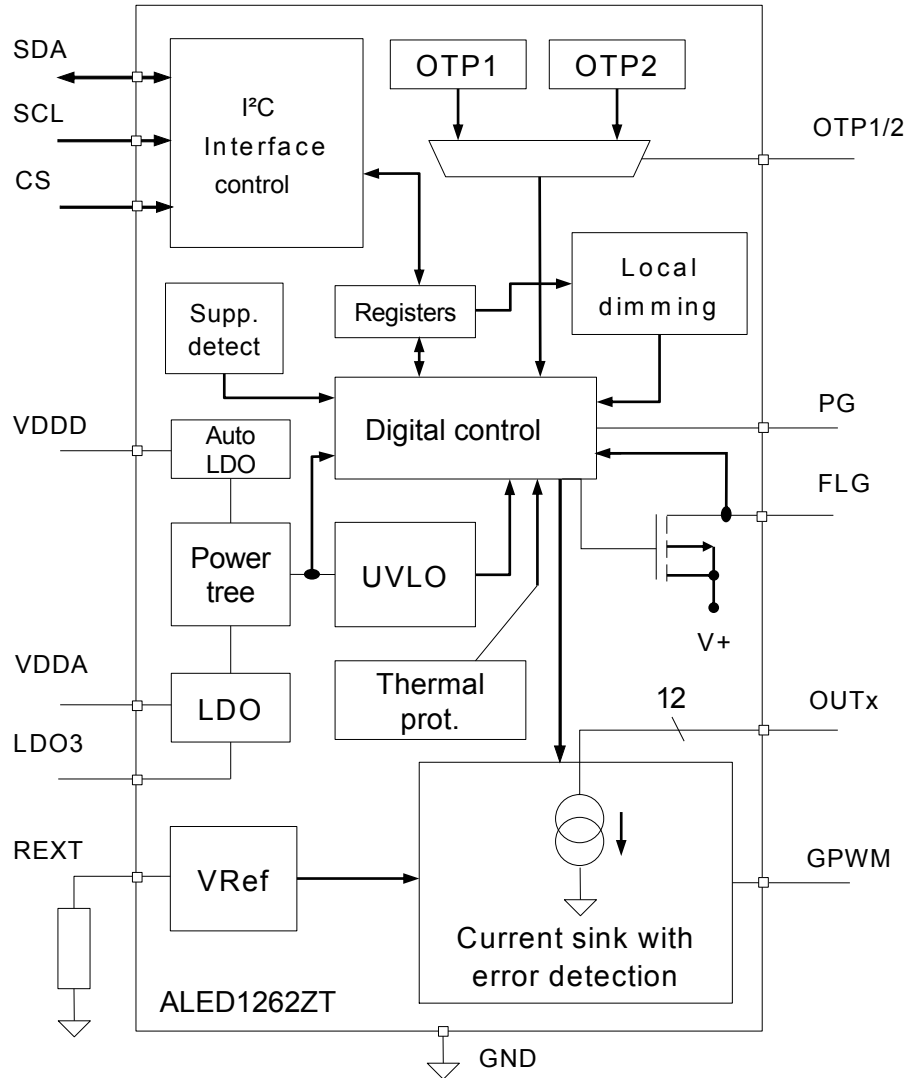 SDA
SCL
CS
I²C
Interface
control
OTP1
OTP2
OTP1/2
Local
dimming
Registers
Supp.
detect
VDDD
Auto
LDO
Digital control
PG
FLG
Power
tree
UVLO
V+
VDDA
LDO
LDO3
Thermal
prot.
12
OUTx
REXT
VRef
GPWM
Current sink with
error detection
ALED1262ZT
GND